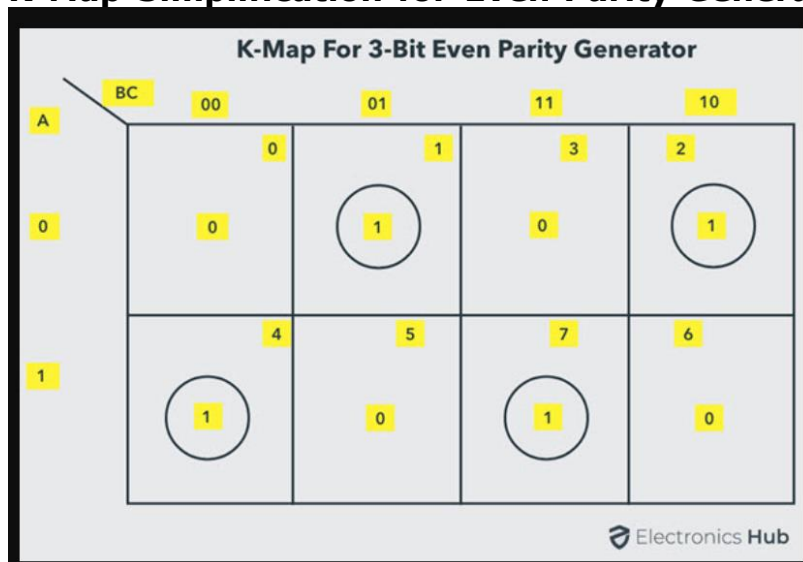 K-Map For 3-Bit Even Parity Generator
BC 00 01 11 10
A
0 1 3 2
0 0 1 0 1
4 5 7 6
1
1 0 1 0
Electronics Hub